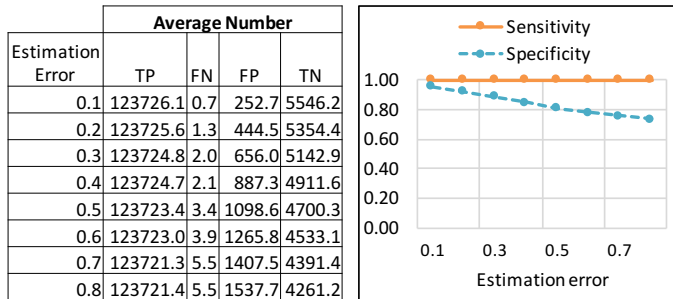 Average Number
Estimation Error TP FN FP TN
0.1 123726.1 0.7 252.7 5546.2
0.2 123725.6 1.3 444.5 5354.4
0.3 123724.8 2.0 656.0 5142.9
0.4 123724.7 2.1 887.3 4911.6
0.5 123723.4 3.4 1098.6 4700.3
0.6 123723.0 3.9 1265.8 4533.1
0.7 123721.3 5.5 1407.5 4391.4
0.8 123721.4 5.5 1537.7 4261.2
Sensitivity
Specificity
1.00
0.80
0.60
0.40
0.20
0.00
0.1 0.3 0.5 0.7
Estimation error